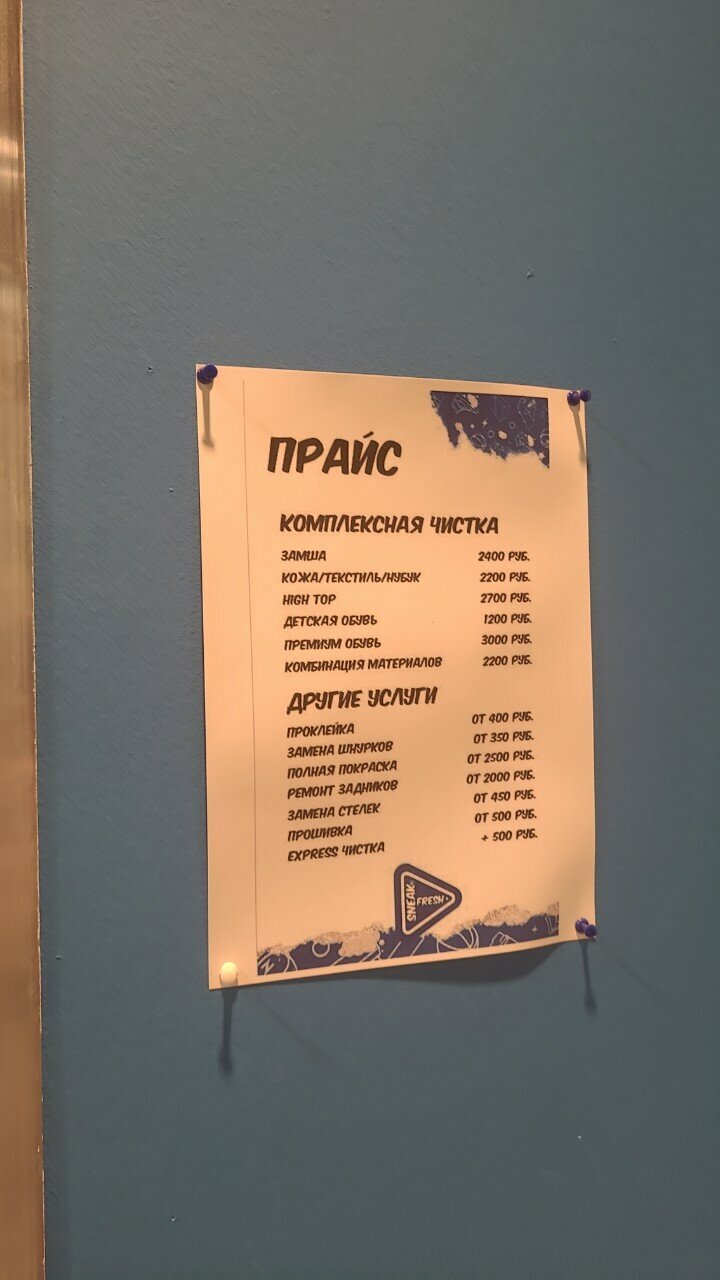 ПРАЙС
КОМПЛЕКСНАЯ ЧИСТКА
ЗАМША 2400 РУБ.
КОЖА/ТЕКСТИЛЬ/НУБУК 2200 РУБ.
HIGH TOP 2700 РУБ.
ДЕТСКАЯ ОБУВЬ 1200 РУБ.
ПРЕМИУМ ОБУВЬ 3000 РУБ.
КОМБИНАЦИЯ МАТЕРИАЛОВ 2200 РУБ.
ДРУГИЕ УСЛУГИ
ПРОКЛЕЙКА ОТ 400 РУБ.
ЗАМЕНА ШНУРКОВ ОТ 350 РУБ.
ПОЛНАЯ ПОКРАСКА ОТ 2500 РУБ.
РЕМОНТ ЗАДНИКОВ ОТ 2000 РУБ.
ЗАМЕНА СТЕЛЕК ОТ 450 РУБ.
ПРОШИВКА ОТ 500 РУБ.
EXPRESS ЧИСТКА + 500 РУБ.
SNEAK
FRESH